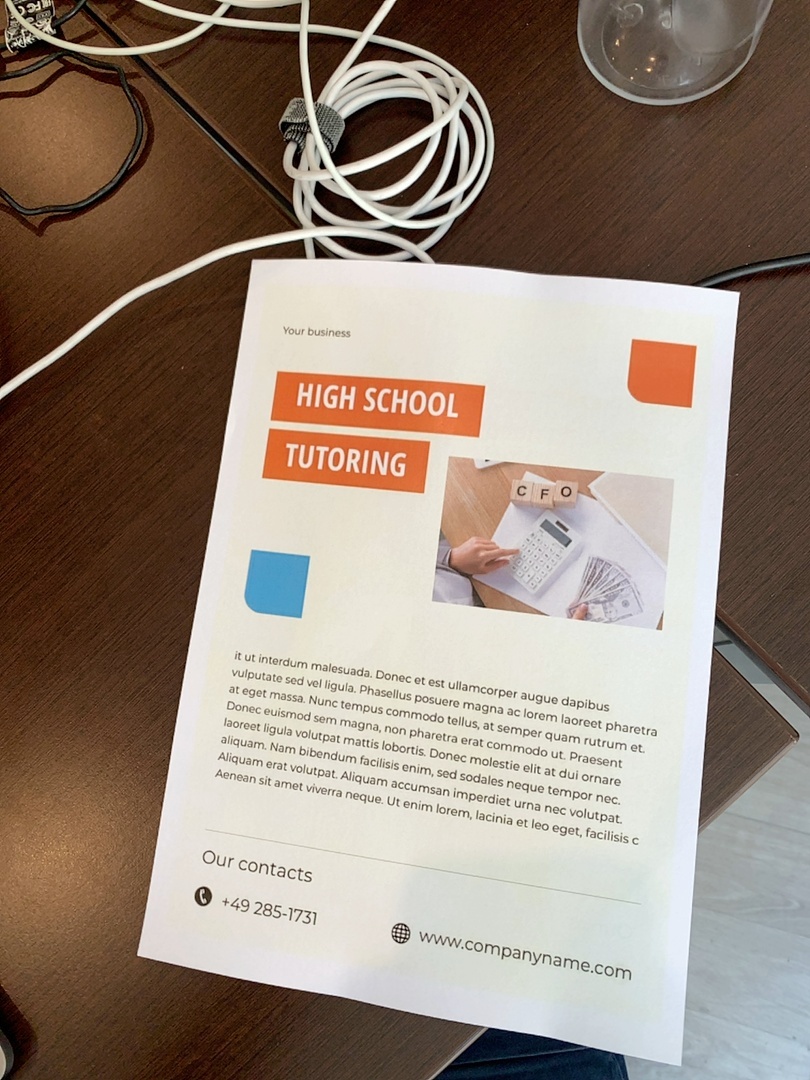 Your business
HIGH SCHOOL
TUTORING
C F O
it ut interdum malesuada. Donec et est ullamcorper augue dapibus
vulputate sed vel ligula. Phasellus posuere magna ac lorem laoreet pharetra
at eget massa. Nunc tempus commodo tellus, at semper quam rutrum et.
Donec euismod sem magna, non pharetra erat commodo ut. Praesent
laoreet ligula volutpat mattis lobortis. Donec molestie elit at dui ornare
aliquam. Nam bibendum facilisis enim, sed sodales neque tempor nec.
Aliquam erat volutpat. Aliquam accumsan imperdiet urna nec volutpat.
Aenean sit amet viverra neque. Ut enim lorem, lacinia et leo eget, facilisis c
Our contacts
+49 285-1731
www.companyname.com